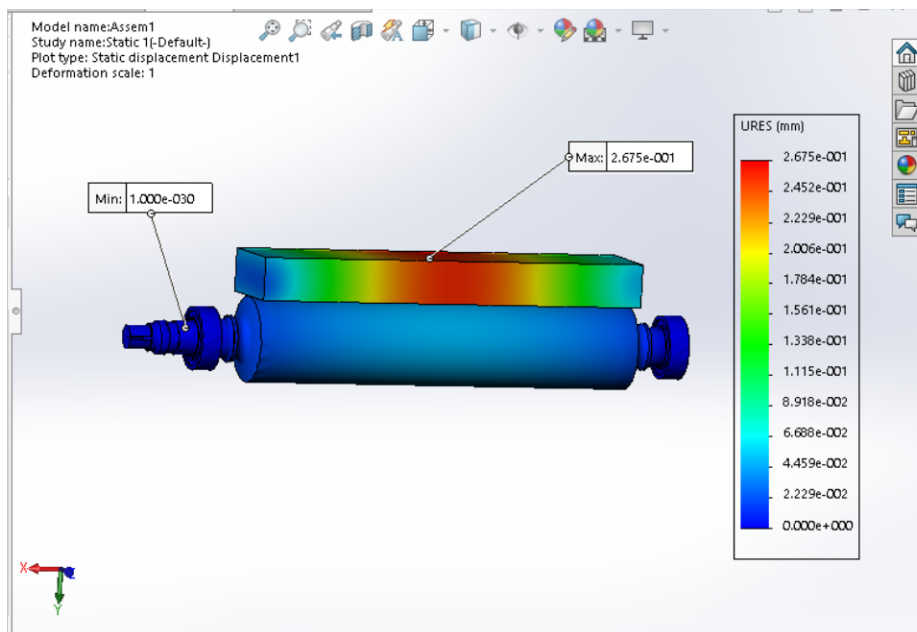 Model name:Assem1
Study name:Static 1(-Default-)
Plot type: Static displacement Displacement1
Deformation scale: 1
Min: 1.000e-030
Max: 2.675e-001
URES (mm)
2.675e-001
2.452e-001
2.229e-001
2.006e-001
1.784e-001
1.561e-001
1.338e-001
1.115e-001
8.918e-002
6.688e-002
4.459e-002
2.229e-002
0.000e+000
X
Y